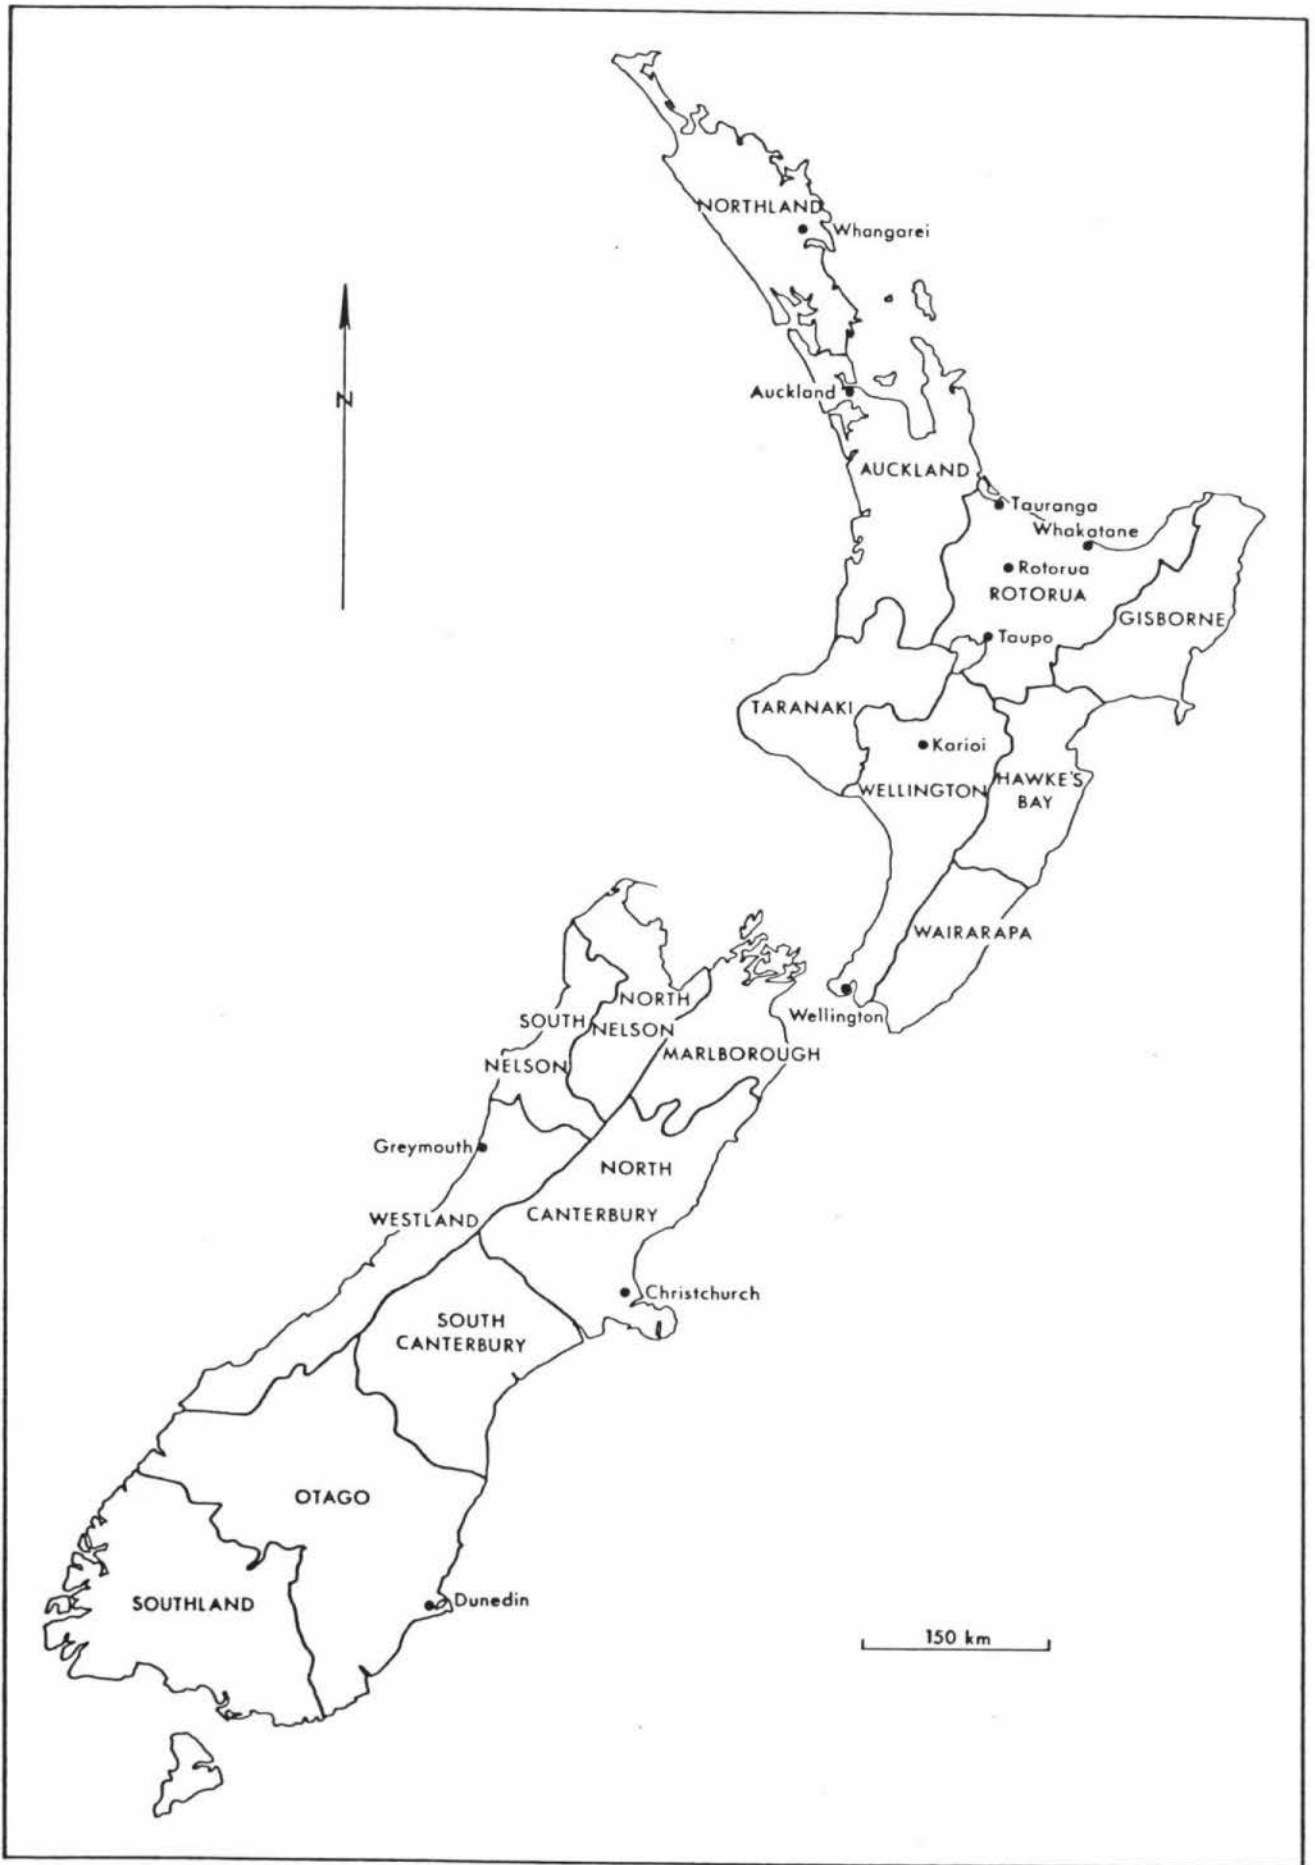 NORTHLAND
Whangarei
N
Auckland
AUCKLAND
Tauranga
Whakatane
Rotorua
ROTORUA
GISBORNE
Taupo
TARANAKI
Karioi
WELLINGTON
HAWKE'S
BAY
WAIRARAPA
Wellington
NORTH
NELSON
SOUTH
NELSON
MARLBOROUGH
Greymouth
NORTH
CANTERBURY
WESTLAND
Christchurch
SOUTH
CANTERBURY
OTAGO
SOUTHLAND
Dunedin
150 km